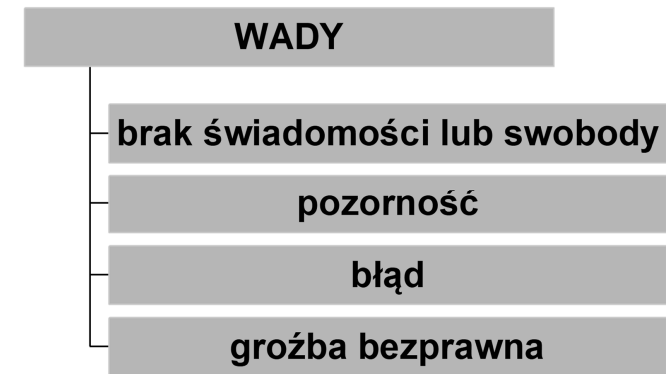 WADY
brak świadomości lub swobody
pozorność
błąd
groźba bezprawna